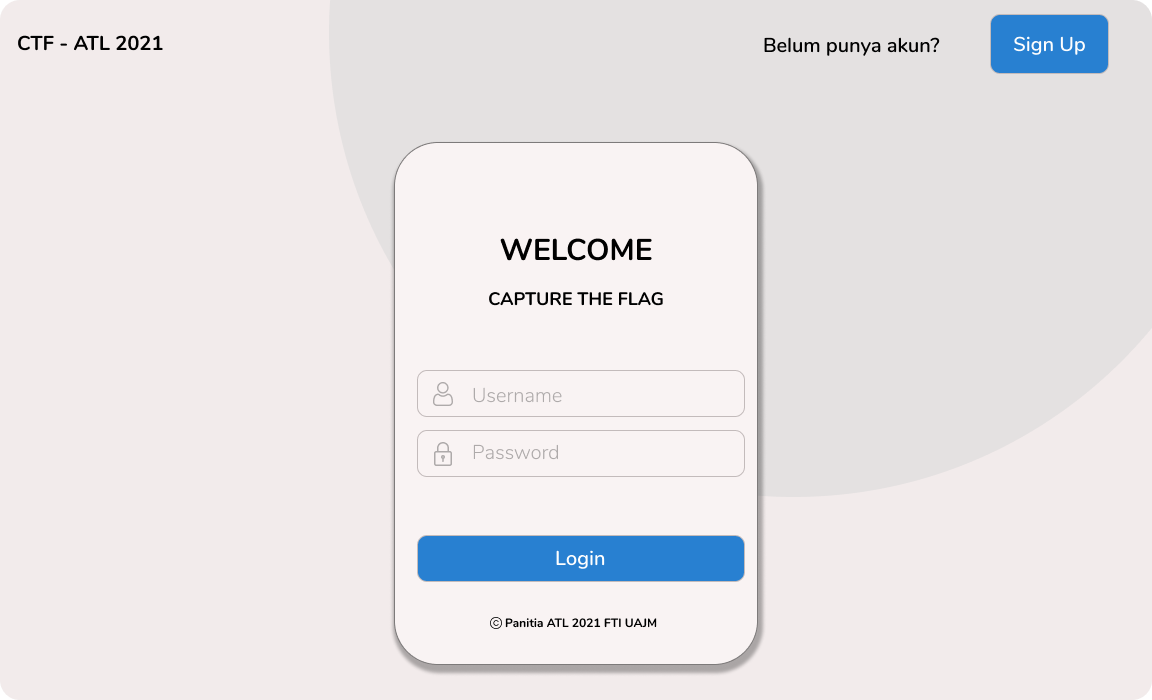 CTF - ATL 2021
Belum punya akun?
Sign Up
WELCOME
CAPTURE THE FLAG
Username
Password
Login
© Panitia ATL 2021 FTI UAJM